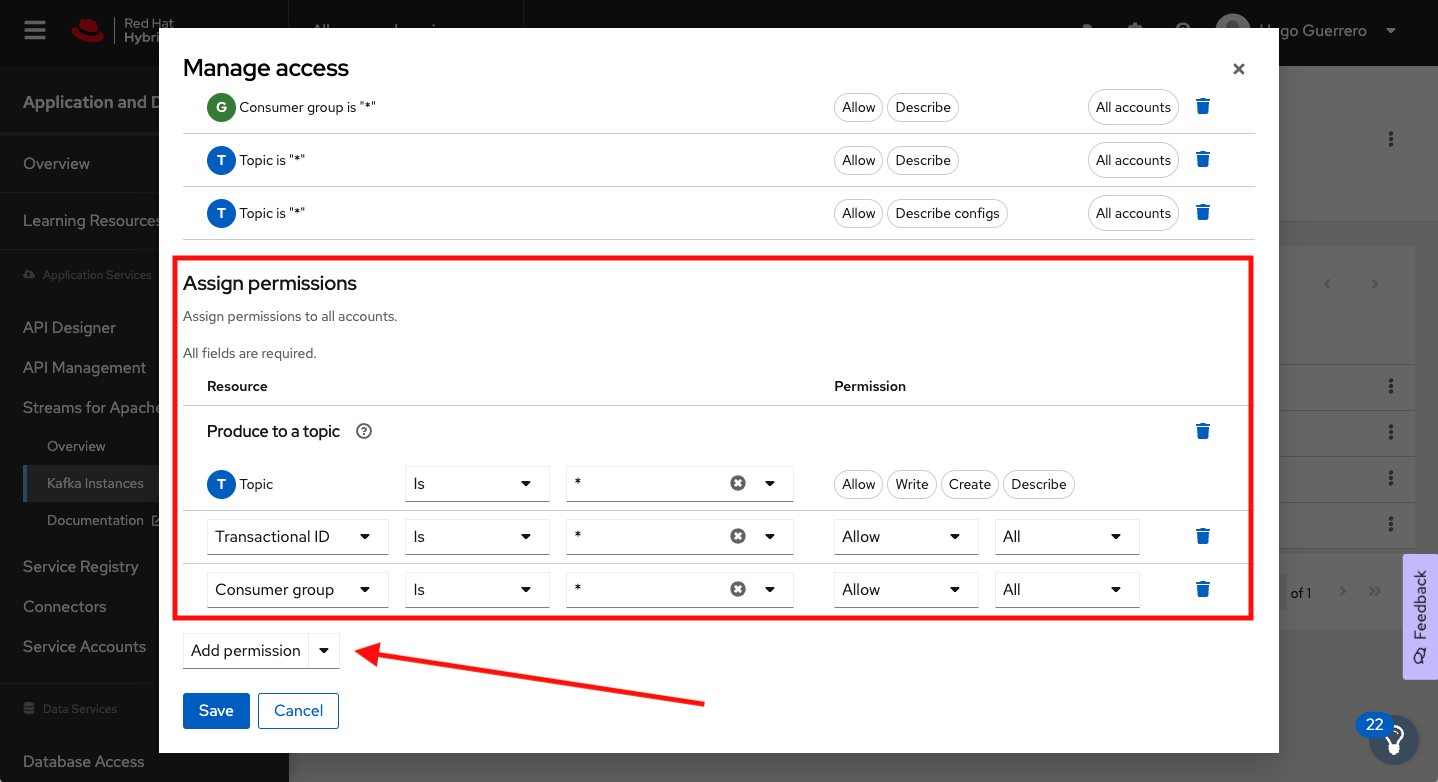 Red Hat
Hybri
Hugo Guerrero
Manage access
Application and D
Overview
Learning Resources
Application Services
API Designer
API Management
Streams for Apache
Overview
Kafka Instances
Documentation
Service Registry
Connectors
Service Accounts
Data Services
Database Access
G Consumer group is "*" Allow Describe All accounts
T Topic is "*" Allow Describe All accounts
T Topic is "*" Allow Describe configs All accounts
Assign permissions
Assign permissions to all accounts.
All fields are required.
Resource Permission
Produce to a topic
T Topic Is * Allow Write Create Describe
Transactional ID Is * Allow All
Consumer group Is * Allow All
Add permission
Save Cancel
of 1
Feedback
22